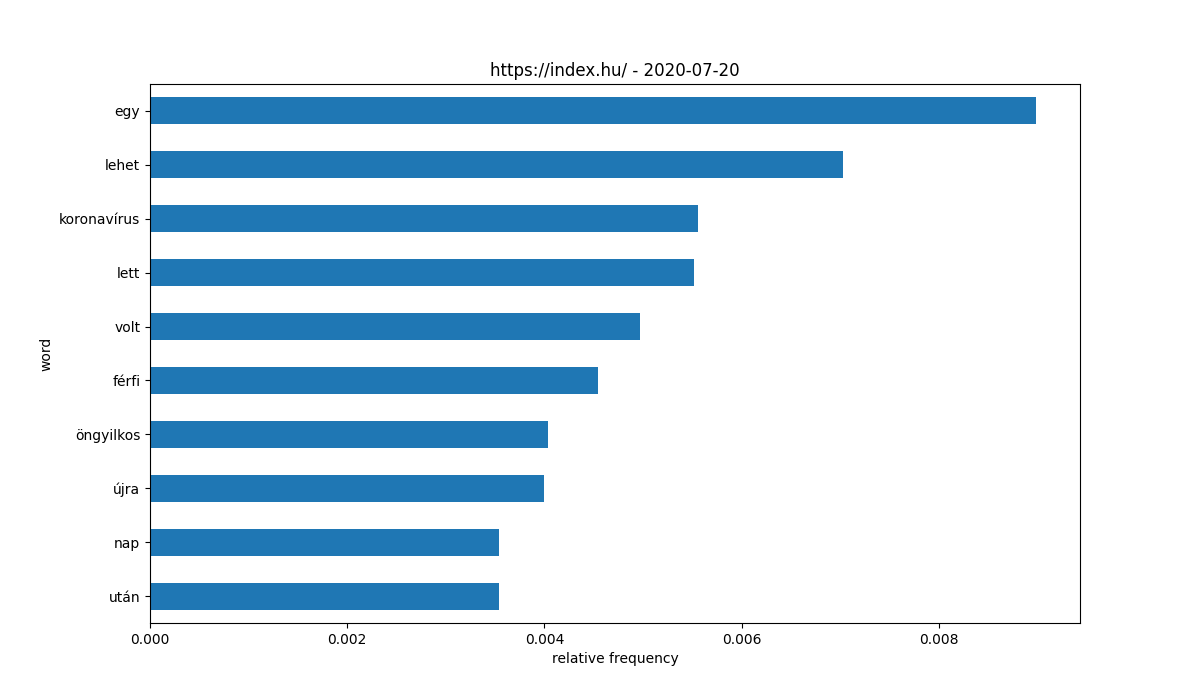 https://index.hu/ - 2020-07-20
egy
lehet
koronavírus
lett
volt
férfi
öngyilkos
újra
nap
után
word
0.000 0.002 0.004 0.006 0.008
relative frequency